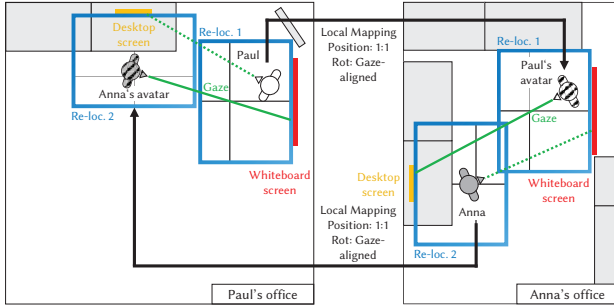 Desktop
screen
Re-loc. 1
Paul
Anna's avatar
Gaze
Re-loc. 2
Whiteboard
screen
Paul's office
Local Mapping
Position: 1:1
Rot: Gaze-
aligned
Local Mapping
Position: 1:1
Rot: Gaze-
aligned
Re-loc. 1
Paul's
avatar
Gaze
Desktop
screen
Whiteboard
screen
Anna
Re-loc. 2
Anna's office